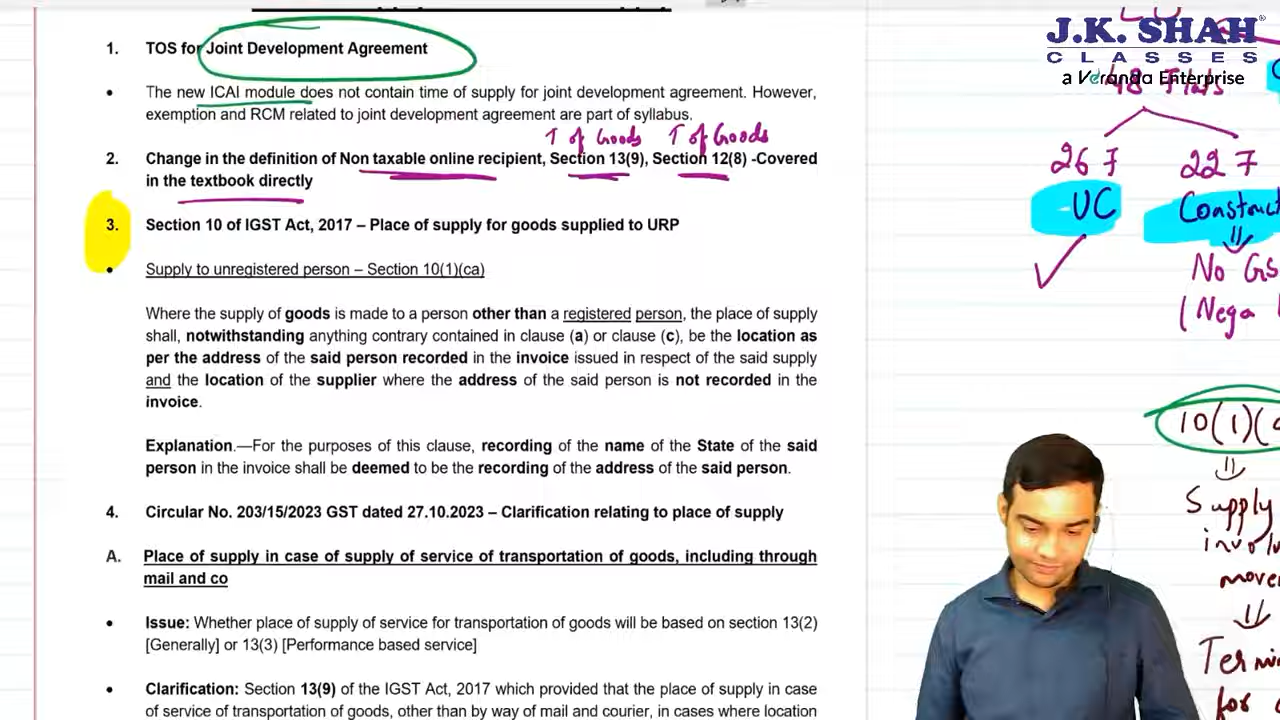 J.K. SHAH
CLASSES
a Veranda Enterprise
1. TOS for Joint Development Agreement
• The new ICAI module does not contain time of supply for joint development agreement. However,
exemption and RCM related to joint development agreement are part of syllabus.
T of Goods T of Goods
2. Change in the definition of Non taxable online recipient, Section 13(9), Section 12(8) -Covered
in the textbook directly
3. Section 10 of IGST Act, 2017 – Place of supply for goods supplied to URP
• Supply to unregistered person – Section 10(1)(ca)
Where the supply of goods is made to a person other than a registered person, the place of supply
shall, notwithstanding anything contrary contained in clause (a) or clause (c), be the location as
per the address of the said person recorded in the invoice issued in respect of the said supply
and the location of the supplier where the address of the said person is not recorded in the
invoice.
Explanation.—For the purposes of this clause, recording of the name of the State of the said
person in the invoice shall be deemed to be the recording of the address of the said person.
4. Circular No. 203/15/2023 GST dated 27.10.2023 – Clarification relating to place of supply
A. Place of supply in case of supply of service of transportation of goods, including through
mail and co
• Issue: Whether place of supply of service for transportation of goods will be based on section 13(2)
[Generally] or 13(3) [Performance based service]
• Clarification: Section 13(9) of the IGST Act, 2017 which provided that the place of supply in case
of service of transportation of goods, other than by way of mail and courier, in cases where location
48 Flats
26 F 22 F
UC Construct
No GS
(Nega
10(1)(c
Supply
involv
movem
Termin
for d